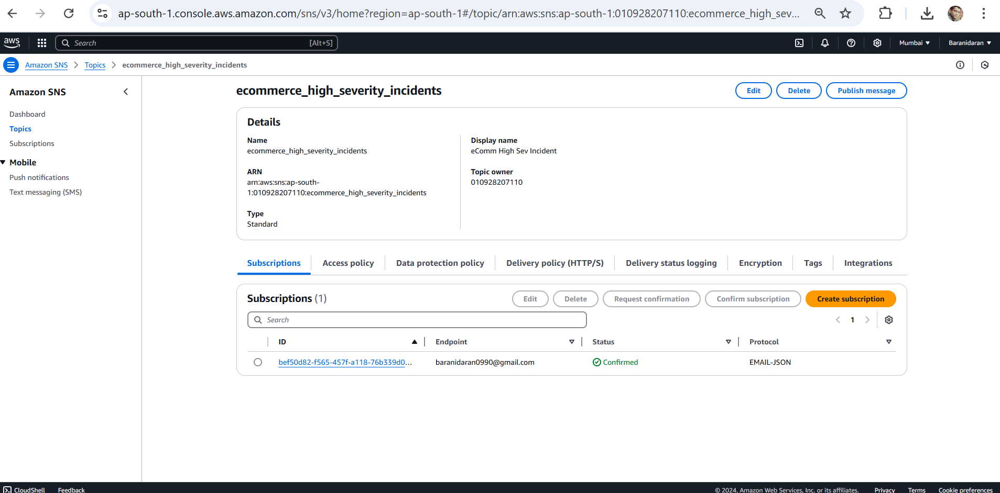 ap-south-1.console.aws.amazon.com/sns/v3/home?region=ap-south-1#/topic/arn:aws:sns:ap-south-1:010928207110:ecommerce_high_sev...
aws Search [Alt+S] Mumbai Baranidaran
Amazon SNS Topics ecommerce_high_severity_incidents
Amazon SNS
Dashboard
Topics
Subscriptions
Mobile
Push notifications
Text messaging (SMS)
ecommerce_high_severity_incidents
Edit Delete Publish message
Details
Name
ecommerce_high_severity_incidents
ARN
arn:aws:sns:ap-south-
1:010928207110:ecommerce_high_severity_incidents
Type
Standard
Display name
eComm High Sev Incident
Topic owner
010928207110
Subscriptions Access policy Data protection policy Delivery policy (HTTP/S) Delivery status logging Encryption Tags Integrations
Subscriptions (1)
Edit Delete Request confirmation Confirm subscription Create subscription
Search
1
ID Endpoint Status Protocol
bef50d82-f565-457f-a118-76b339d0... baranidaran0990@gmail.com Confirmed EMAIL-JSON
CloudShell Feedback © 2024, Amazon Web Services, Inc. or its affiliates. Privacy Terms Cookie preferences